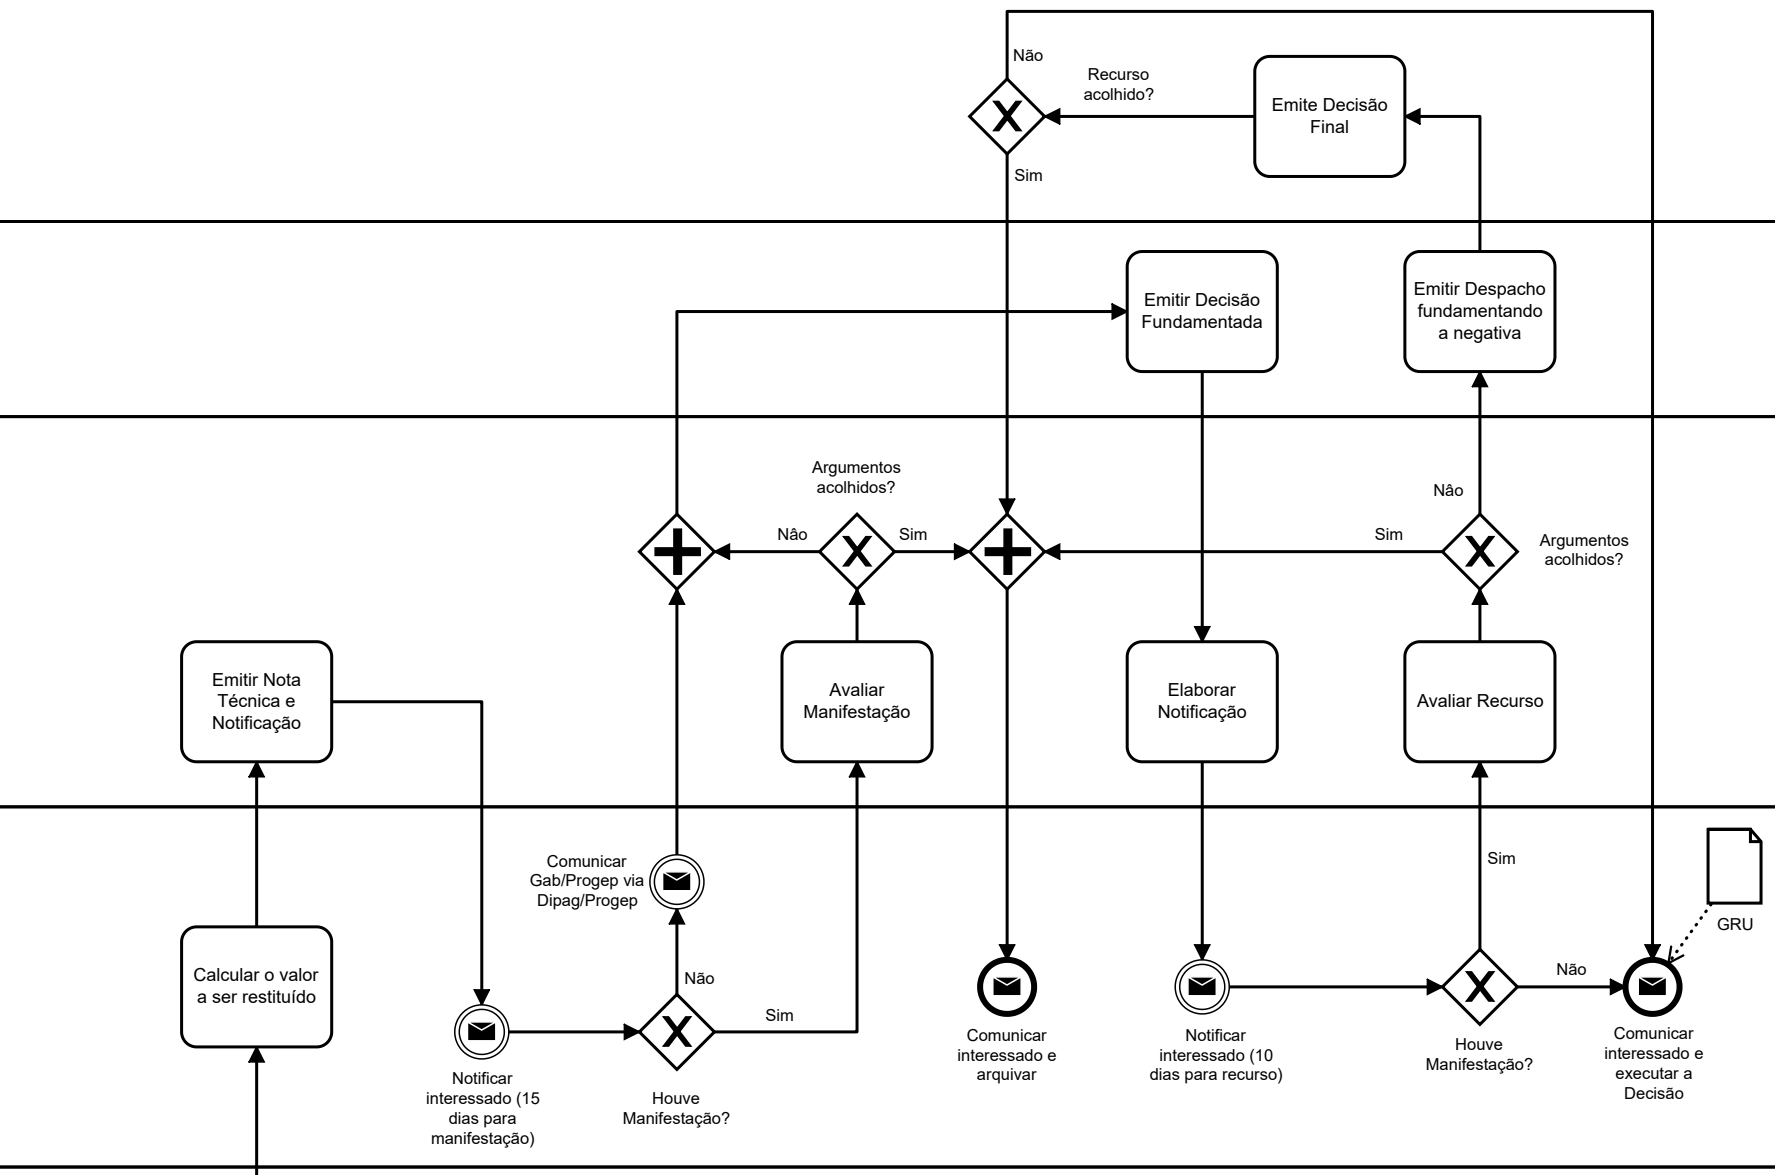 Não
Recurso
acolhido?
Emite Decisão
Final
Sim
Emitir Decisão
Fundamentada
Emitir Despacho
fundamentando
a negativa
Argumentos
acolhidos?
Nâo
Nâo
Sim
Sim
Argumentos
acolhidos?
Emitir Nota
Técnica e
Notificação
Avaliar
Manifestação
Elaborar
Notificação
Avaliar Recurso
Comunicar
Gab/Progep via
Dipag/Progep
Sim
GRU
Calcular o valor
a ser restituído
Não
Sim
Não
Notificar
interessado (15
dias para
manifestação)
Houve
Manifestação?
Comunicar
interessado e
arquivar
Notificar
interessado (10
dias para recurso)
Houve
Manifestação?
Comunicar
interessado e
executar a
Decisão